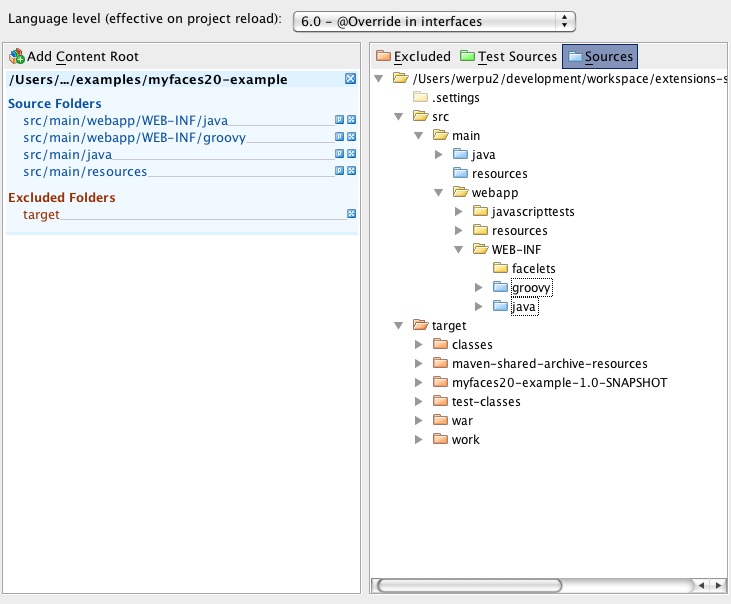 Language level (effective on project reload): 6.0 – @Override in interfaces
Add Content Root
/Users/.../examples/myfaces20-example
Source Folders
src/main/webapp/WEB-INF/java
src/main/webapp/WEB-INF/groovy
src/main/java
src/main/resources
Excluded Folders
target
Excluded Test Sources Sources
/Users/werpu2/development/workspace/extensions-s
.settings
src
main
java
resources
webapp
javascripttests
resources
WEB-INF
facelets
groovy
java
target
classes
maven-shared-archive-resources
myfaces20-example-1.0-SNAPSHOT
test-classes
war
work